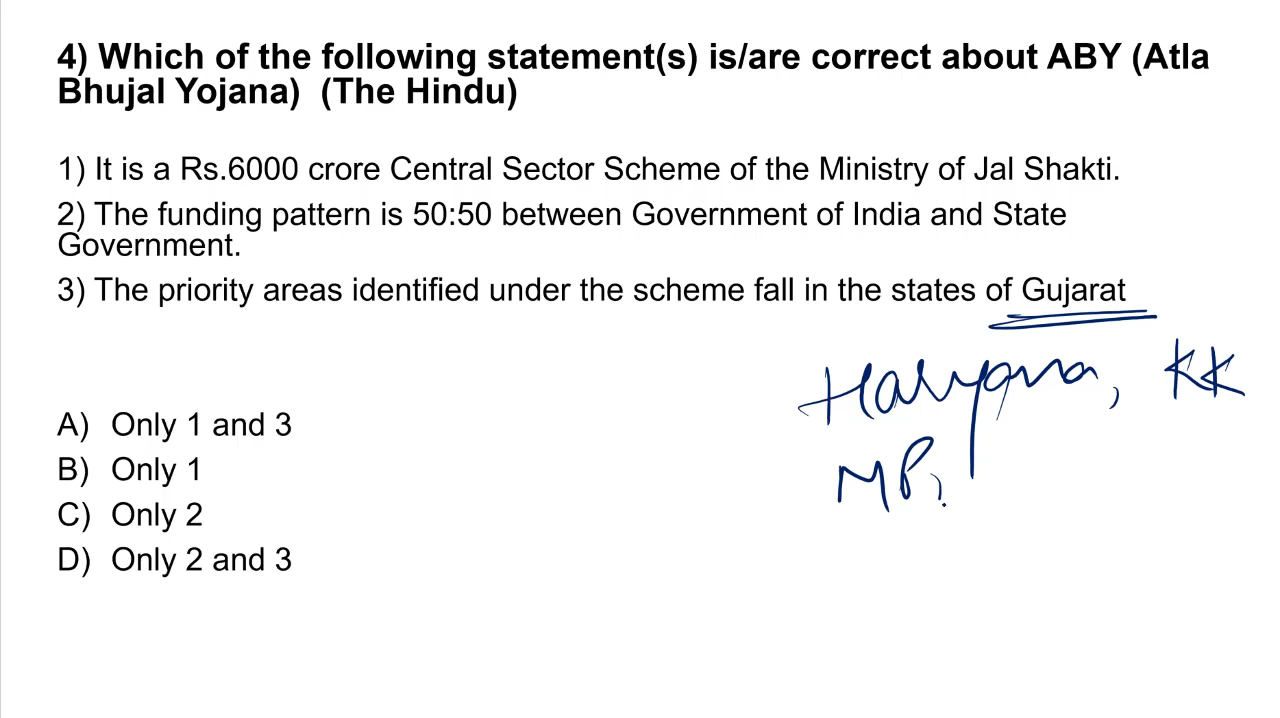 4) Which of the following statement(s) is/are correct about ABY (Atla
Bhujal Yojana) (The Hindu)
1) It is a Rs.6000 crore Central Sector Scheme of the Ministry of Jal Shakti.
2) The funding pattern is 50:50 between Government of India and State
Government.
3) The priority areas identified under the scheme fall in the states of Gujarat
Haryana, KK
MP,
A) Only 1 and 3
B) Only 1
C) Only 2
D) Only 2 and 3